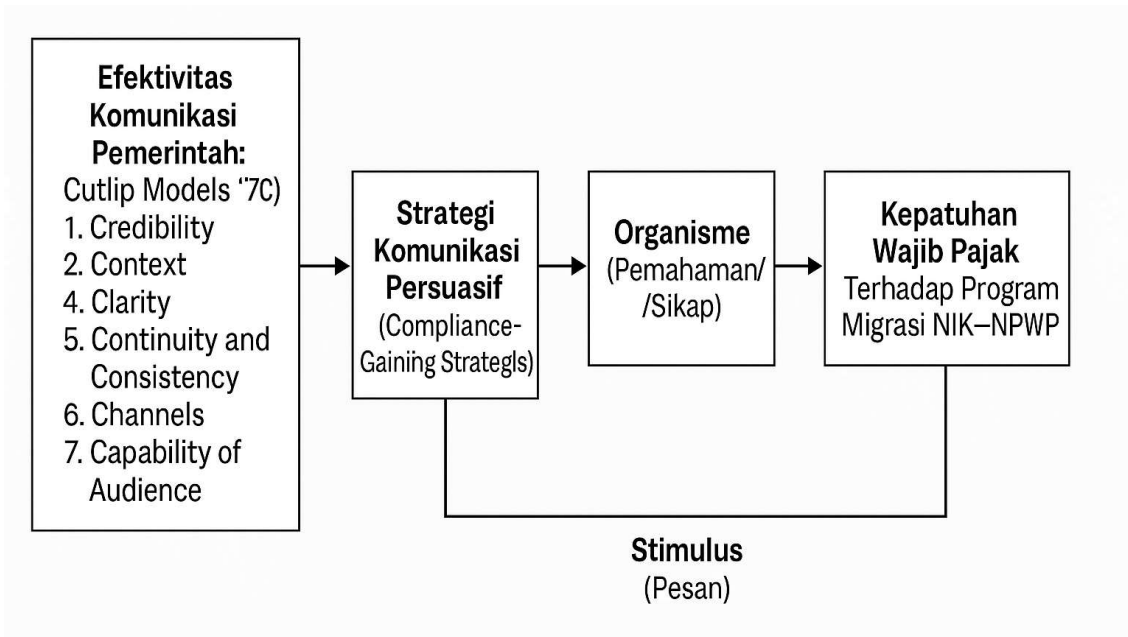 Efektivitas
Komunikasi
Pemerintah:
Cutlip Models ‘'7C)
1. Credibility
2. Context
4. Clarity
5. Continuity and
Consistency
6. Channels
7. Capability of
Audience
Strategi
Komunikasi
Persuasif
(Compliance-
Gaining Strategls)
Organisme
(Pemahaman/
/Sikap)
Kepatuhan
Wajib Pajak
Terhadap Program
Migrasi NIK—NPWP
Stimulus
(Pesan)